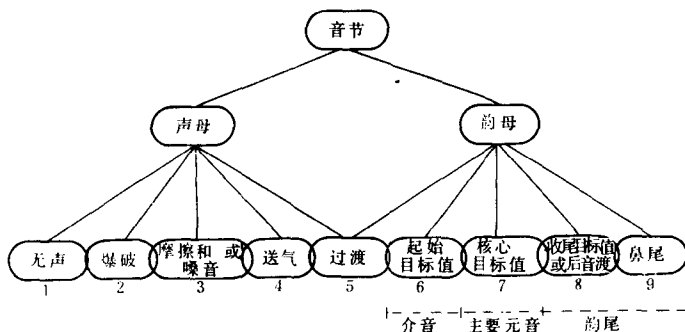 音节
声母
韵母
无声
爆破
摩擦和 或
噪音
送气
过渡
起始
目标值
核心
目标值
收尾目标值
或后音渡
鼻尾
1
2
3
4
5
6
7
8
9
介音
主要元音
韵尾